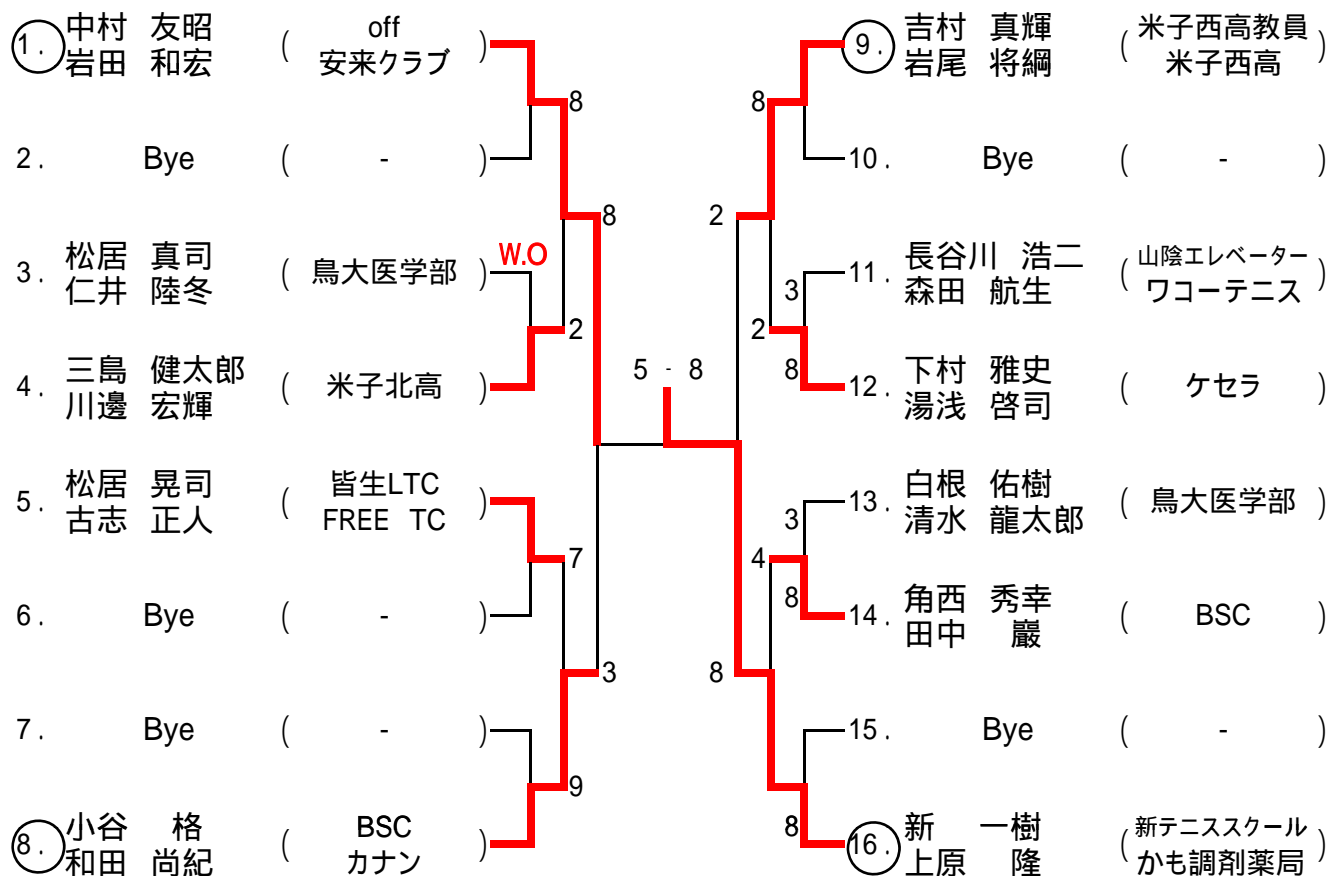 1. 中村 友昭 ( off )
岩田 和宏 安来クラブ
8
2. Bye ( - )
8
3. 松居 真司 ( 鳥大医学部 ) W.O
仁井 陸冬
2
4. 三島 健太郎 ( 米子北高 )
川邊 宏輝
5. 松居 晃司 ( 皆生LTC )
古志 正人 FREE TC
7
6. Bye ( - )
3
7. Bye ( - )
9
8. 小谷 格 ( BSC )
和田 尚紀 カナン
5 - 8
9. 吉村 真輝 ( 米子西高教員 )
岩尾 将綱 米子西高
8
10. Bye ( - )
2
11. 長谷川 浩二 ( 山陰エレベーター )
森田 航生 ワコーテニス
3
2
8
12. 下村 雅史 ( ケセラ )
湯浅 啓司
13. 白根 佑樹 ( 鳥大医学部 )
清水 龍太郎
3
4
8
14. 角西 秀幸 ( BSC )
田中 巖
8
15. Bye ( - )
8
16. 新 一樹 ( 新テニススクール )
上原 隆 かも調剤薬局